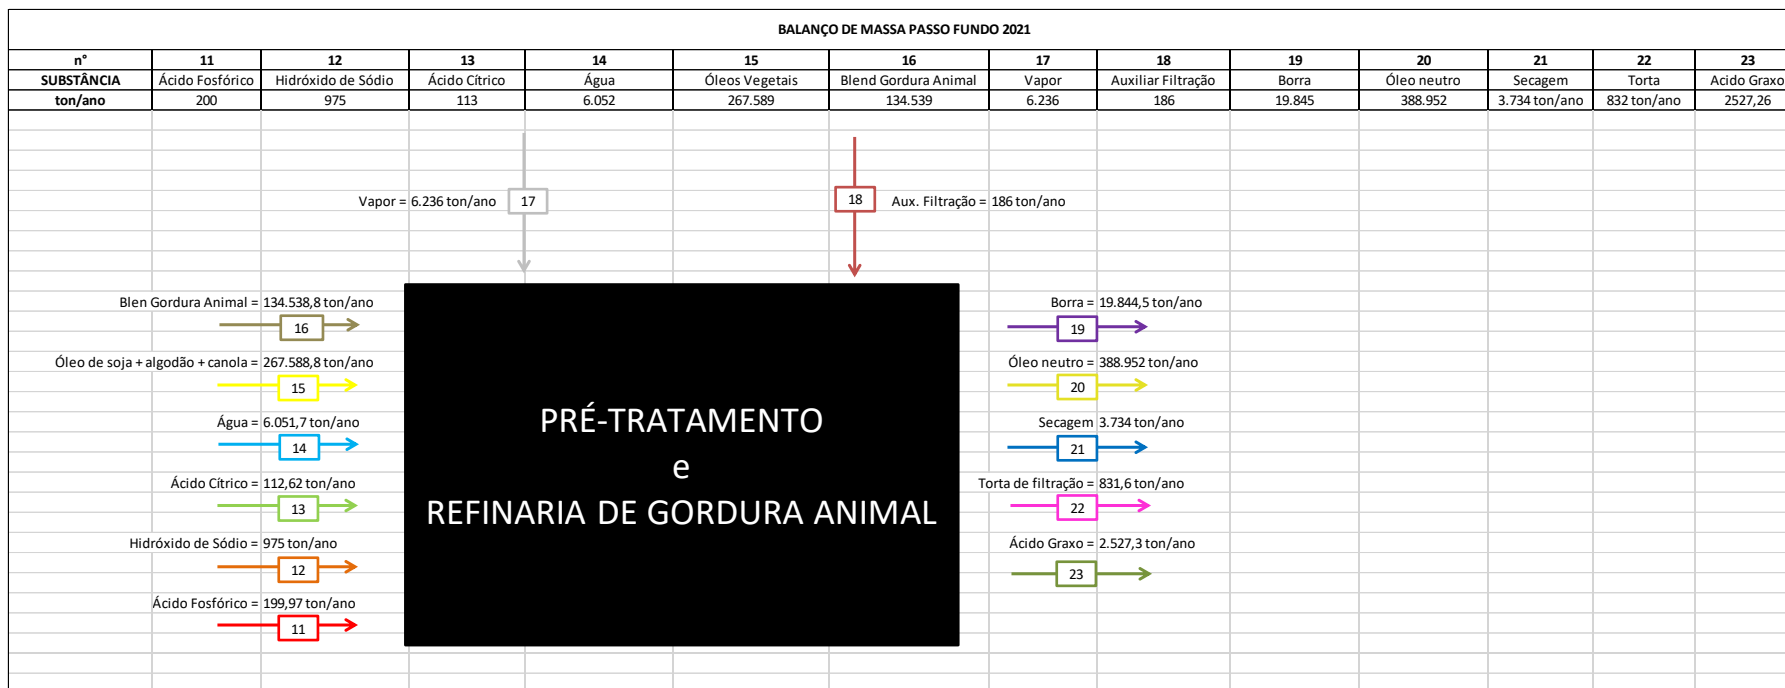 BALANÇO DE MASSA PASSO FUNDO 2021
n° 11 12 13 14 15 16 17 18 19 20 21 22 23
SUBSTÂNCIA Ácido Fosfórico Hidróxido de Sódio Ácido Cítrico Água Óleos Vegetais Blend Gordura Animal Vapor Auxiliar Filtração Borra Óleo neutro Secagem Torta Acido Graxo
ton/ano 200 975 113 6.052 267.589 134.539 6.236 186 19.845 388.952 3.734 ton/ano 832 ton/ano 2527,26
Vapor = 6.236 ton/ano 17
18 Aux. Filtração = 186 ton/ano
Blen Gordura Animal = 134.538,8 ton/ano
16
Óleo de soja + algodão + canola = 267.588,8 ton/ano
15
Água = 6.051,7 ton/ano
14
Ácido Cítrico = 112,62 ton/ano
13
Hidróxido de Sódio = 975 ton/ano
12
Ácido Fosfórico = 199,97 ton/ano
11
PRÉ-TRATAMENTO
e
REFINARIA DE GORDURA ANIMAL
Borra = 19.844,5 ton/ano
19
Óleo neutro = 388.952 ton/ano
20
Secagem 3.734 ton/ano
21
Torta de filtração = 831,6 ton/ano
22
Ácido Graxo = 2.527,3 ton/ano
23